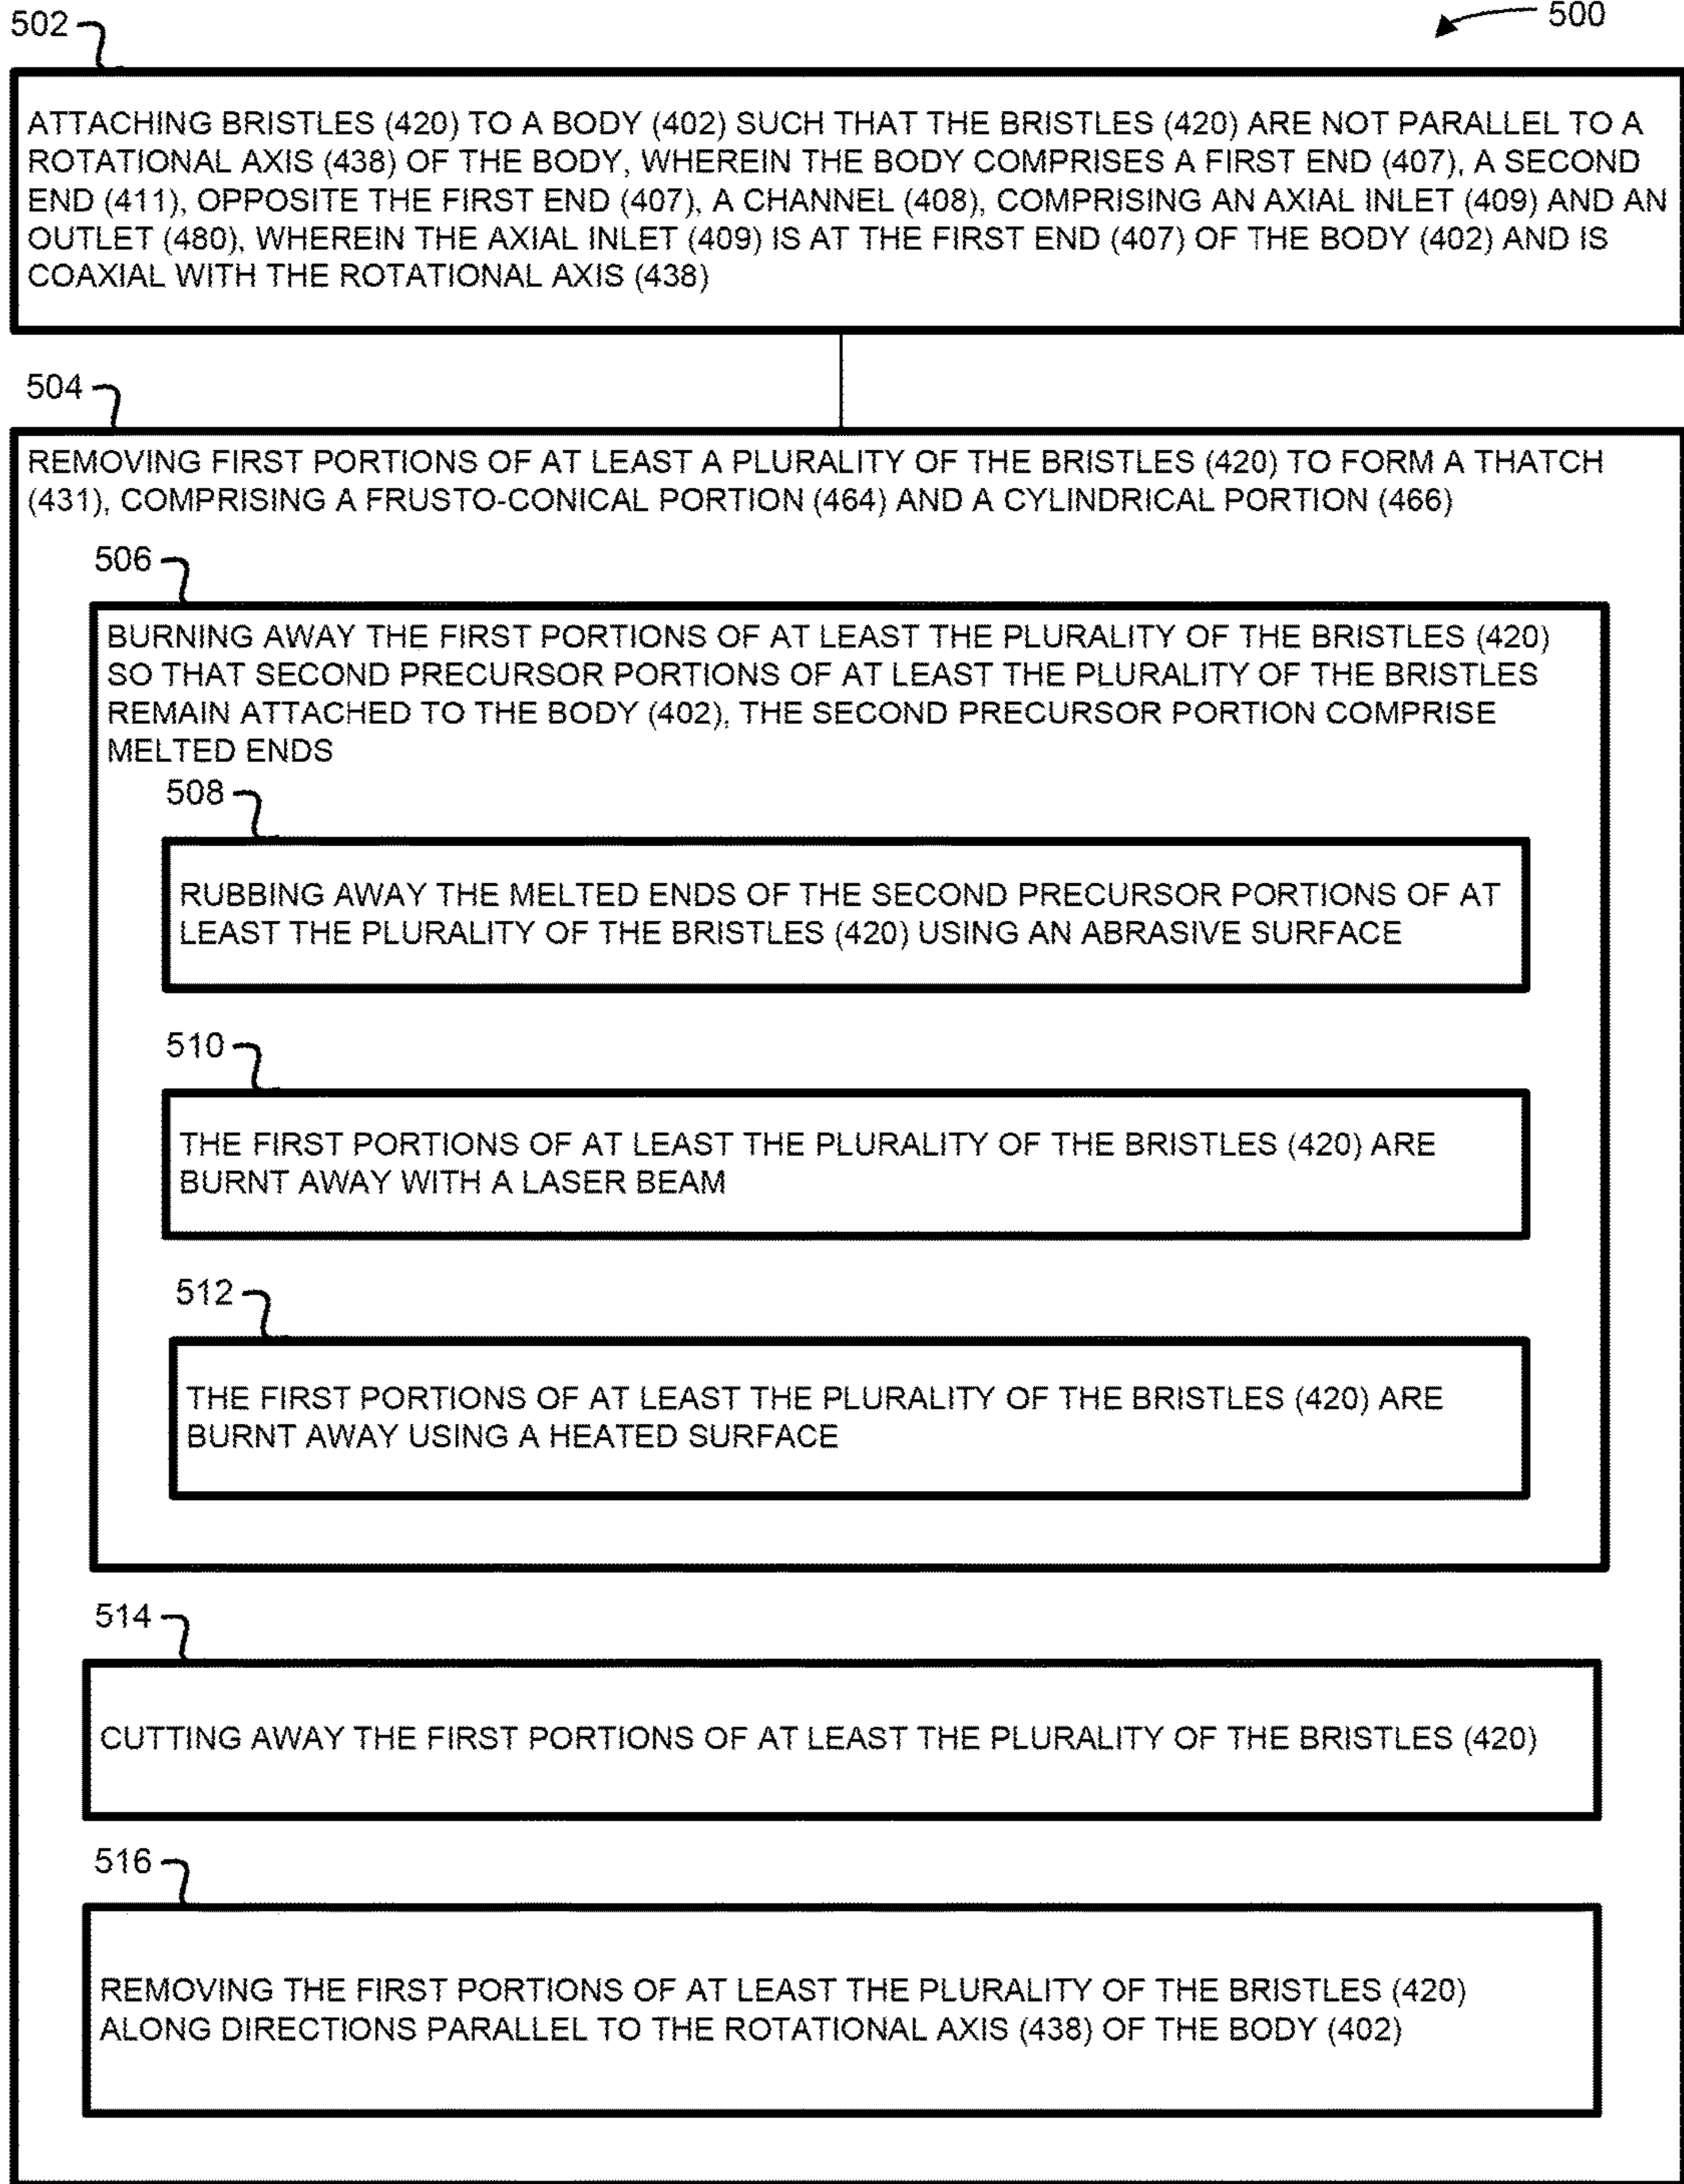 502
500
ATTACHING BRISTLES (420) TO A BODY (402) SUCH THAT THE BRISTLES (420) ARE NOT PARALLEL TO A
ROTATIONAL AXIS (438) OF THE BODY, WHEREIN THE BODY COMPRISES A FIRST END (407), A SECOND
END (411), OPPOSITE THE FIRST END (407), A CHANNEL (408), COMPRISING AN AXIAL INLET (409) AND AN
OUTLET (480), WHEREIN THE AXIAL INLET (409) IS AT THE FIRST END (407) OF THE BODY (402) AND IS
COAXIAL WITH THE ROTATIONAL AXIS (438)
504
REMOVING FIRST PORTIONS OF AT LEAST A PLURALITY OF THE BRISTLES (420) TO FORM A THATCH
(431), COMPRISING A FRUSTO-CONICAL PORTION (464) AND A CYLINDRICAL PORTION (466)
506
BURNING AWAY THE FIRST PORTIONS OF AT LEAST THE PLURALITY OF THE BRISTLES (420)
SO THAT SECOND PRECURSOR PORTIONS OF AT LEAST THE PLURALITY OF THE BRISTLES
REMAIN ATTACHED TO THE BODY (402), THE SECOND PRECURSOR PORTION COMPRISE
MELTED ENDS
508
RUBBING AWAY THE MELTED ENDS OF THE SECOND PRECURSOR PORTIONS OF AT
LEAST THE PLURALITY OF THE BRISTLES (420) USING AN ABRASIVE SURFACE
510
THE FIRST PORTIONS OF AT LEAST THE PLURALITY OF THE BRISTLES (420) ARE
BURNT AWAY WITH A LASER BEAM
512
THE FIRST PORTIONS OF AT LEAST THE PLURALITY OF THE BRISTLES (420) ARE
BURNT AWAY USING A HEATED SURFACE
514
CUTTING AWAY THE FIRST PORTIONS OF AT LEAST THE PLURALITY OF THE BRISTLES (420)
516
REMOVING THE FIRST PORTIONS OF AT LEAST THE PLURALITY OF THE BRISTLES (420)
ALONG DIRECTIONS PARALLEL TO THE ROTATIONAL AXIS (438) OF THE BODY (402)